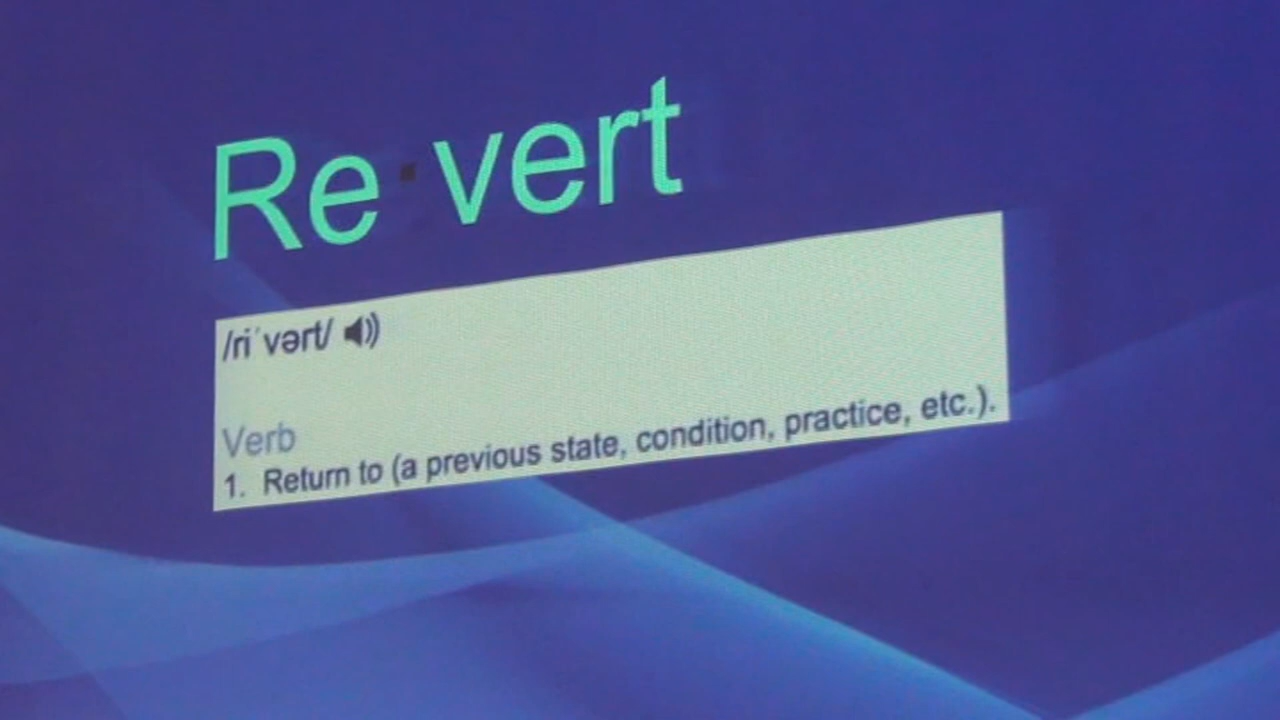 Re·vert
/riˈvərt/
Verb
1. Return to (a previous state, condition, practice, etc.).